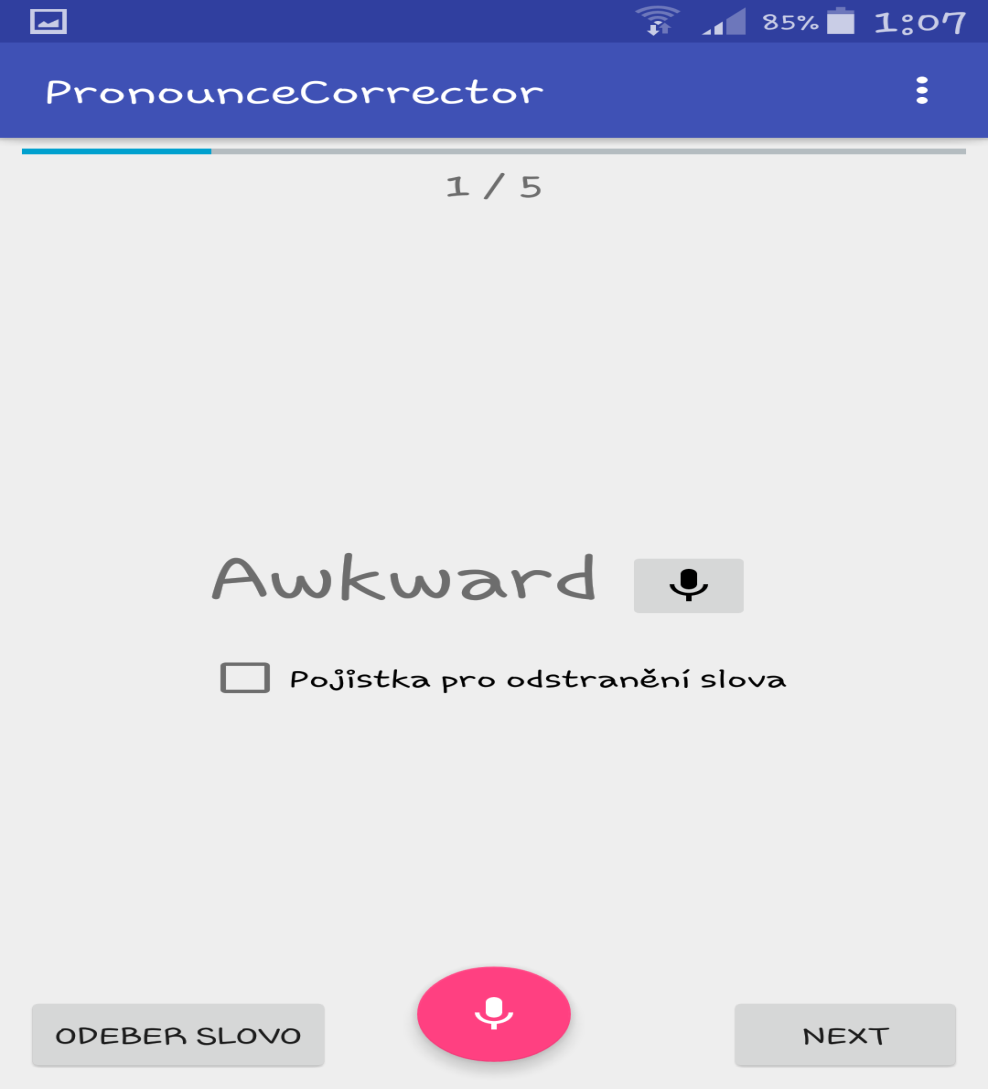 85% 1:07
PronounceCorrector
1 / 5
Awkward
Pojistka pro odstranění slova
ODEBER SLOVO NEXT